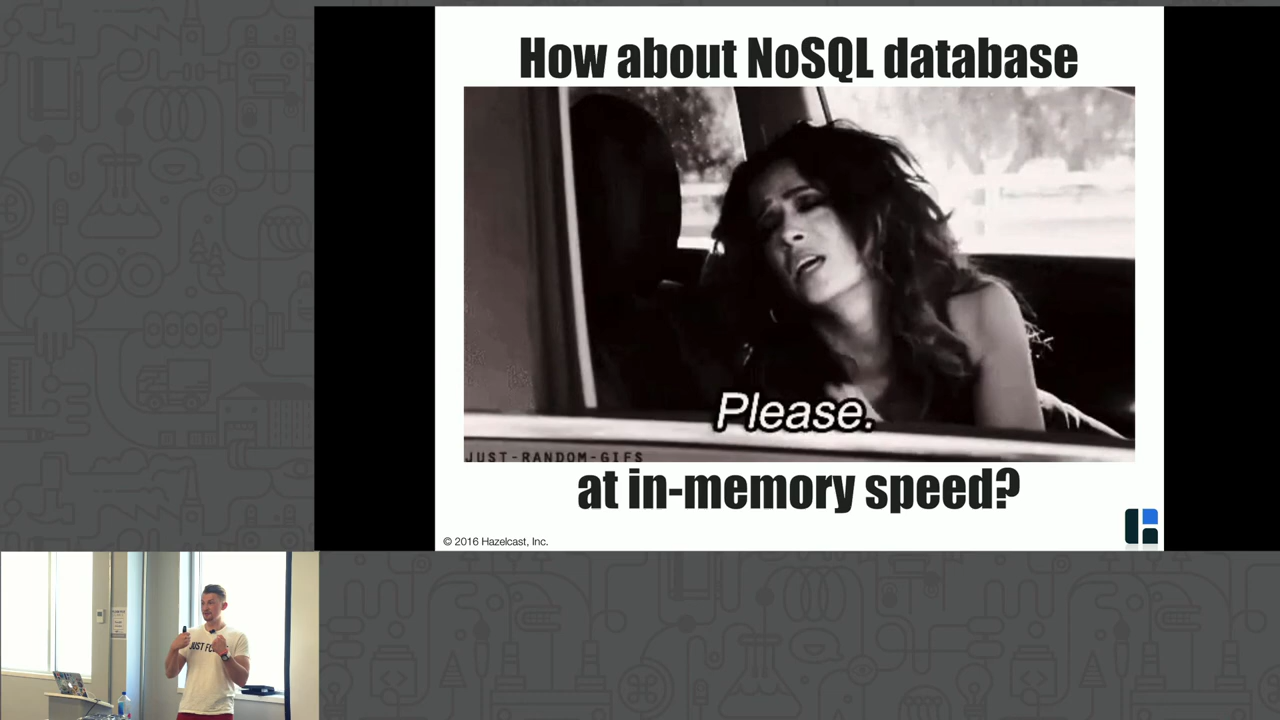 How about NoSQL database
Please.
JUST-RANDOM-GIFS
at in-memory speed?
© 2016 Hazelcast, Inc.